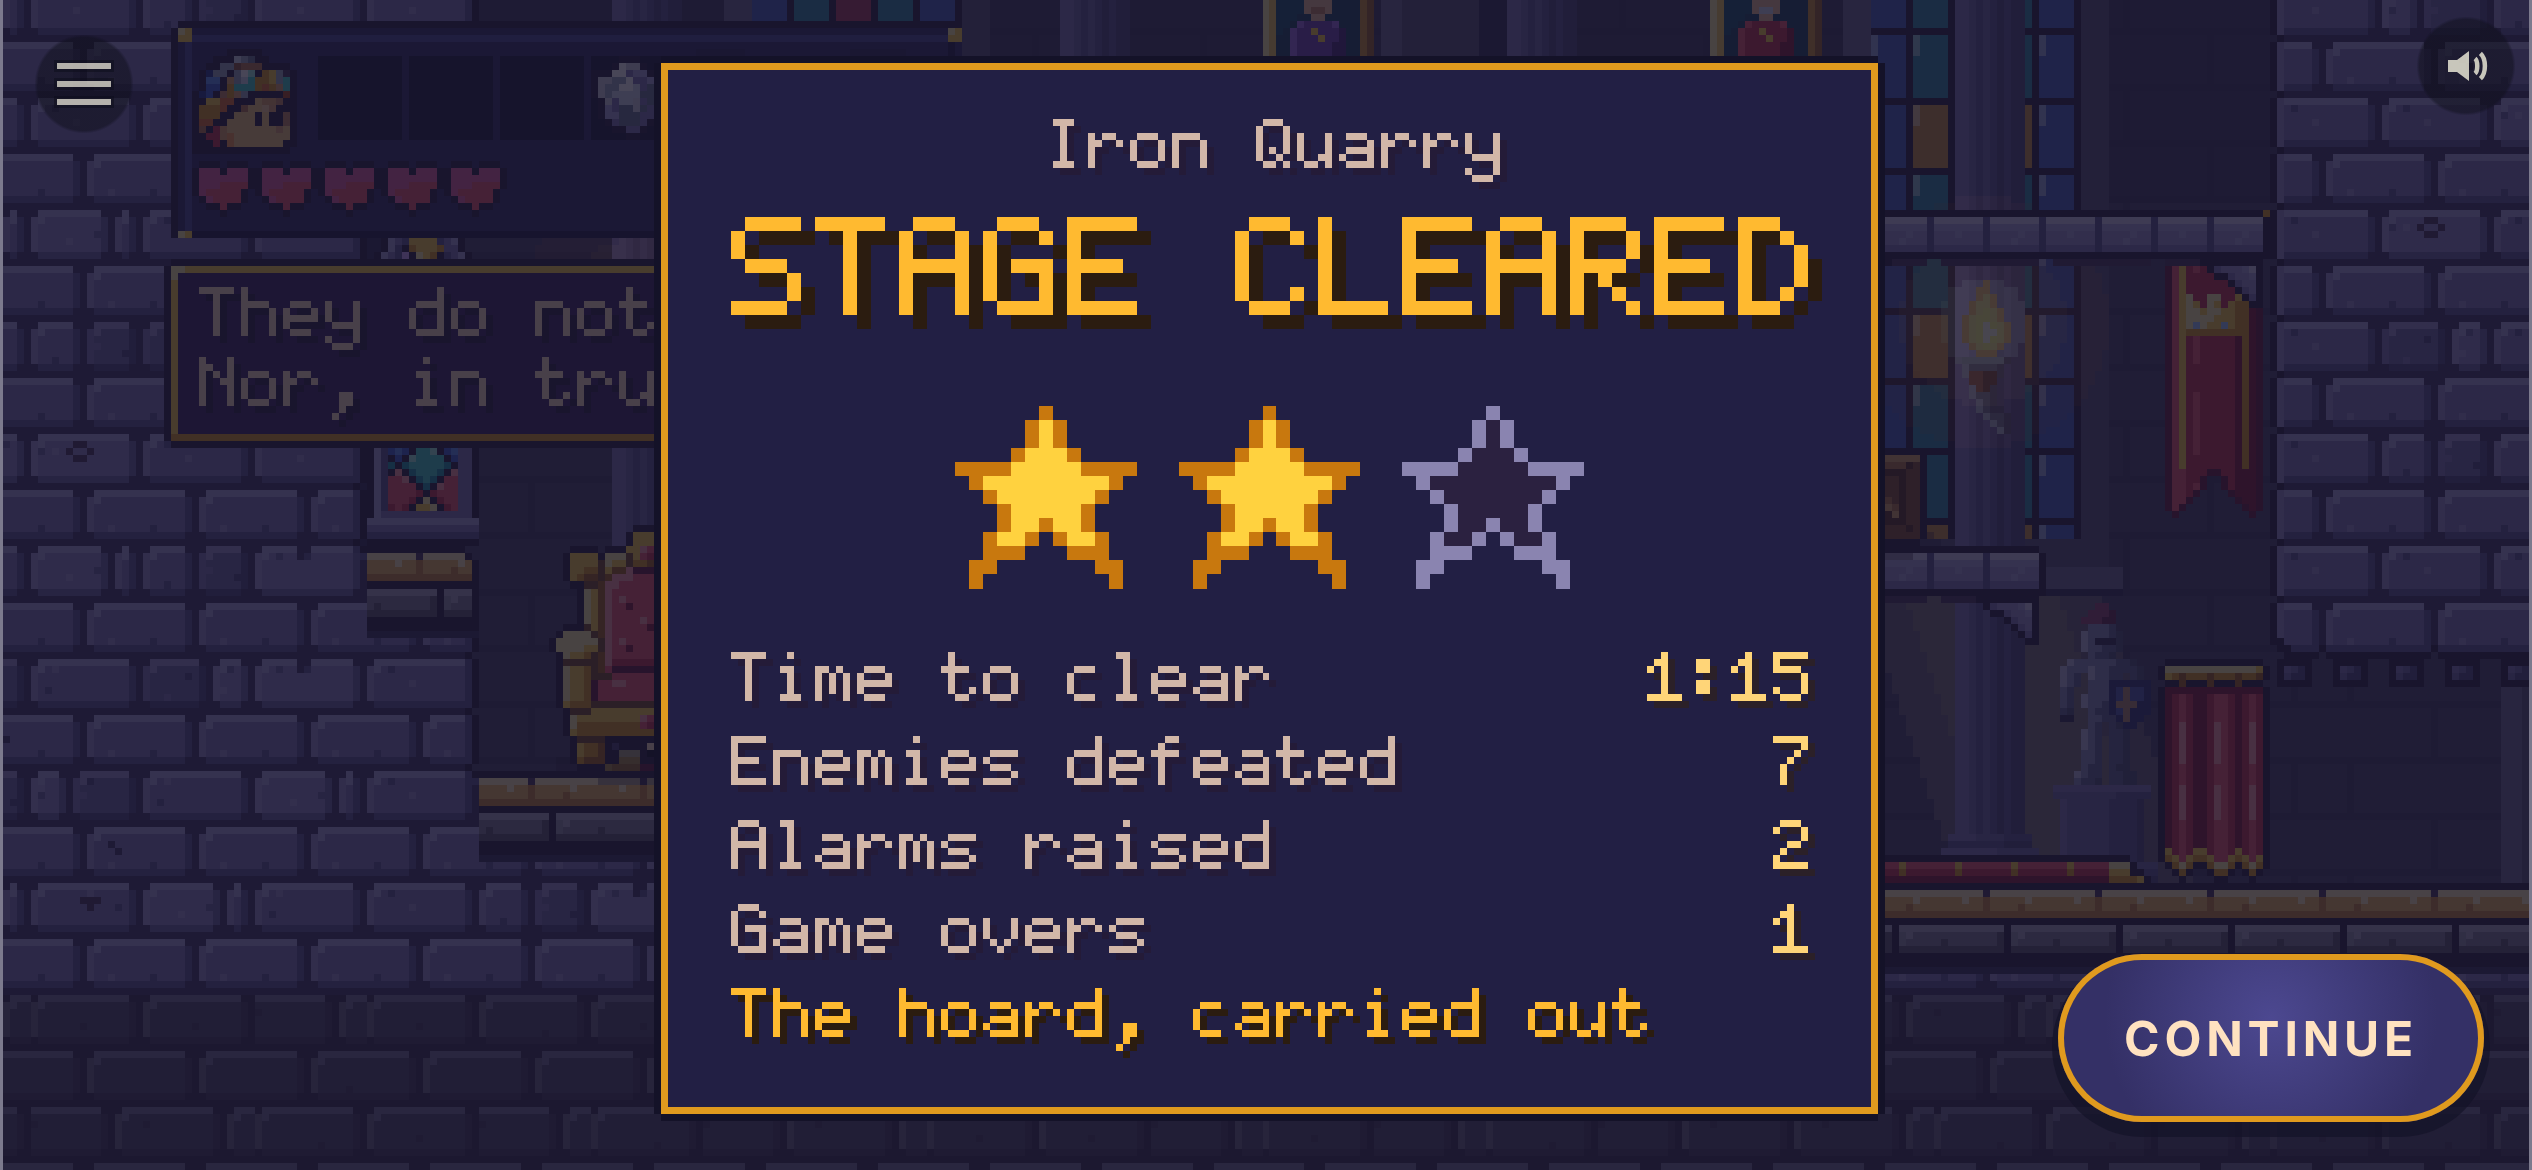 Iron Quarry
STAGE CLEARED
They do not
Nor, in tru
Time to clear 1:15
Enemies defeated 7
Alarms raised 2
Game overs 1
The hoard, carried out
CONTINUE